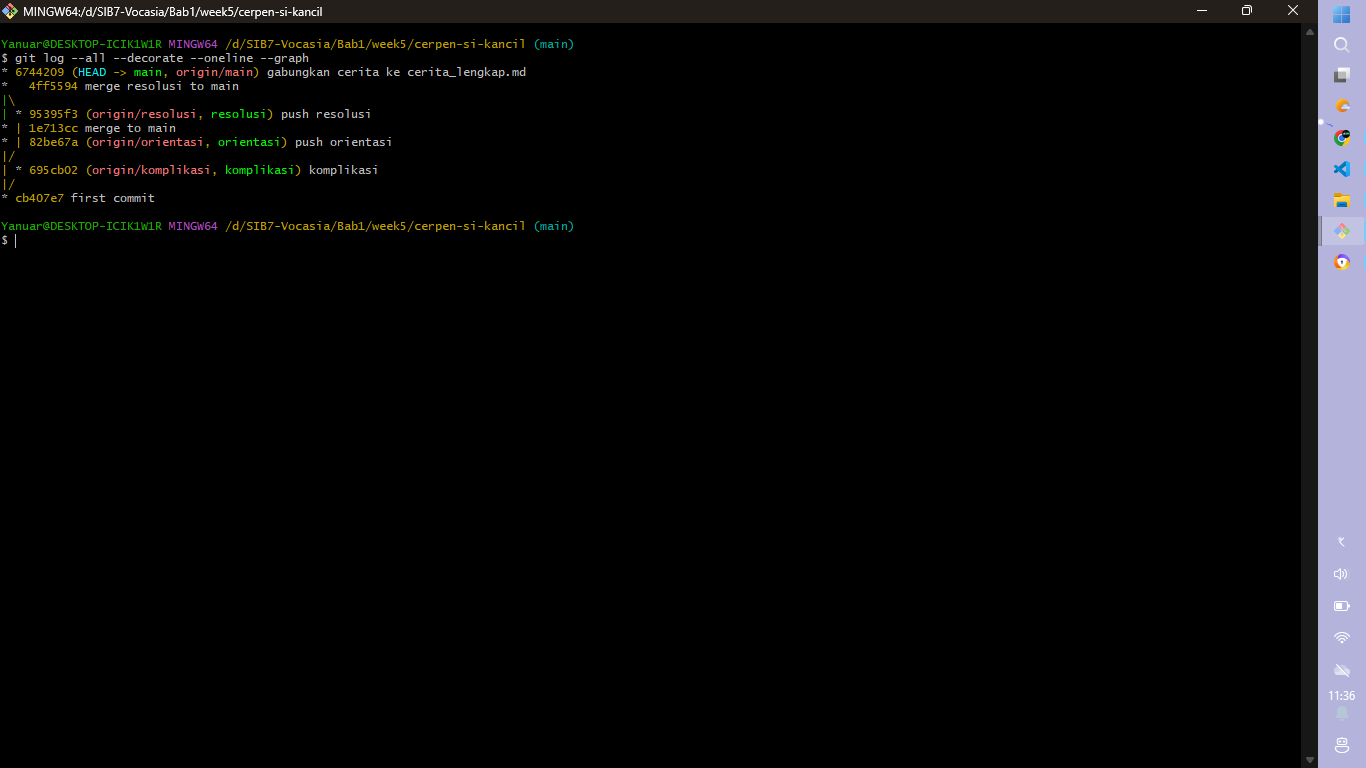 MINGW64:/d/SIB7-Vocasia/Bab1/week5/cerpen-si-kancil
Yanuar@DESKTOP-ICIK1W1R MINGW64 /d/SIB7-Vocasia/Bab1/week5/cerpen-si-kancil (main)
$ git log --all --decorate --oneline --graph
* 6744209 (HEAD -> main, origin/main) gabungkan cerita ke cerita_lengkap.md
*   4ff5594 merge resolusi to main
|\
| * 95395f3 (origin/resolusi, resolusi) push resolusi
* | 1e713cc merge to main
* | 82be67a (origin/orientasi, orientasi) push orientasi
|/
| * 695cb02 (origin/komplikasi, komplikasi) komplikasi
|/
* cb407e7 first commit
Yanuar@DESKTOP-ICIK1W1R MINGW64 /d/SIB7-Vocasia/Bab1/week5/cerpen-si-kancil (main)
$
11:36